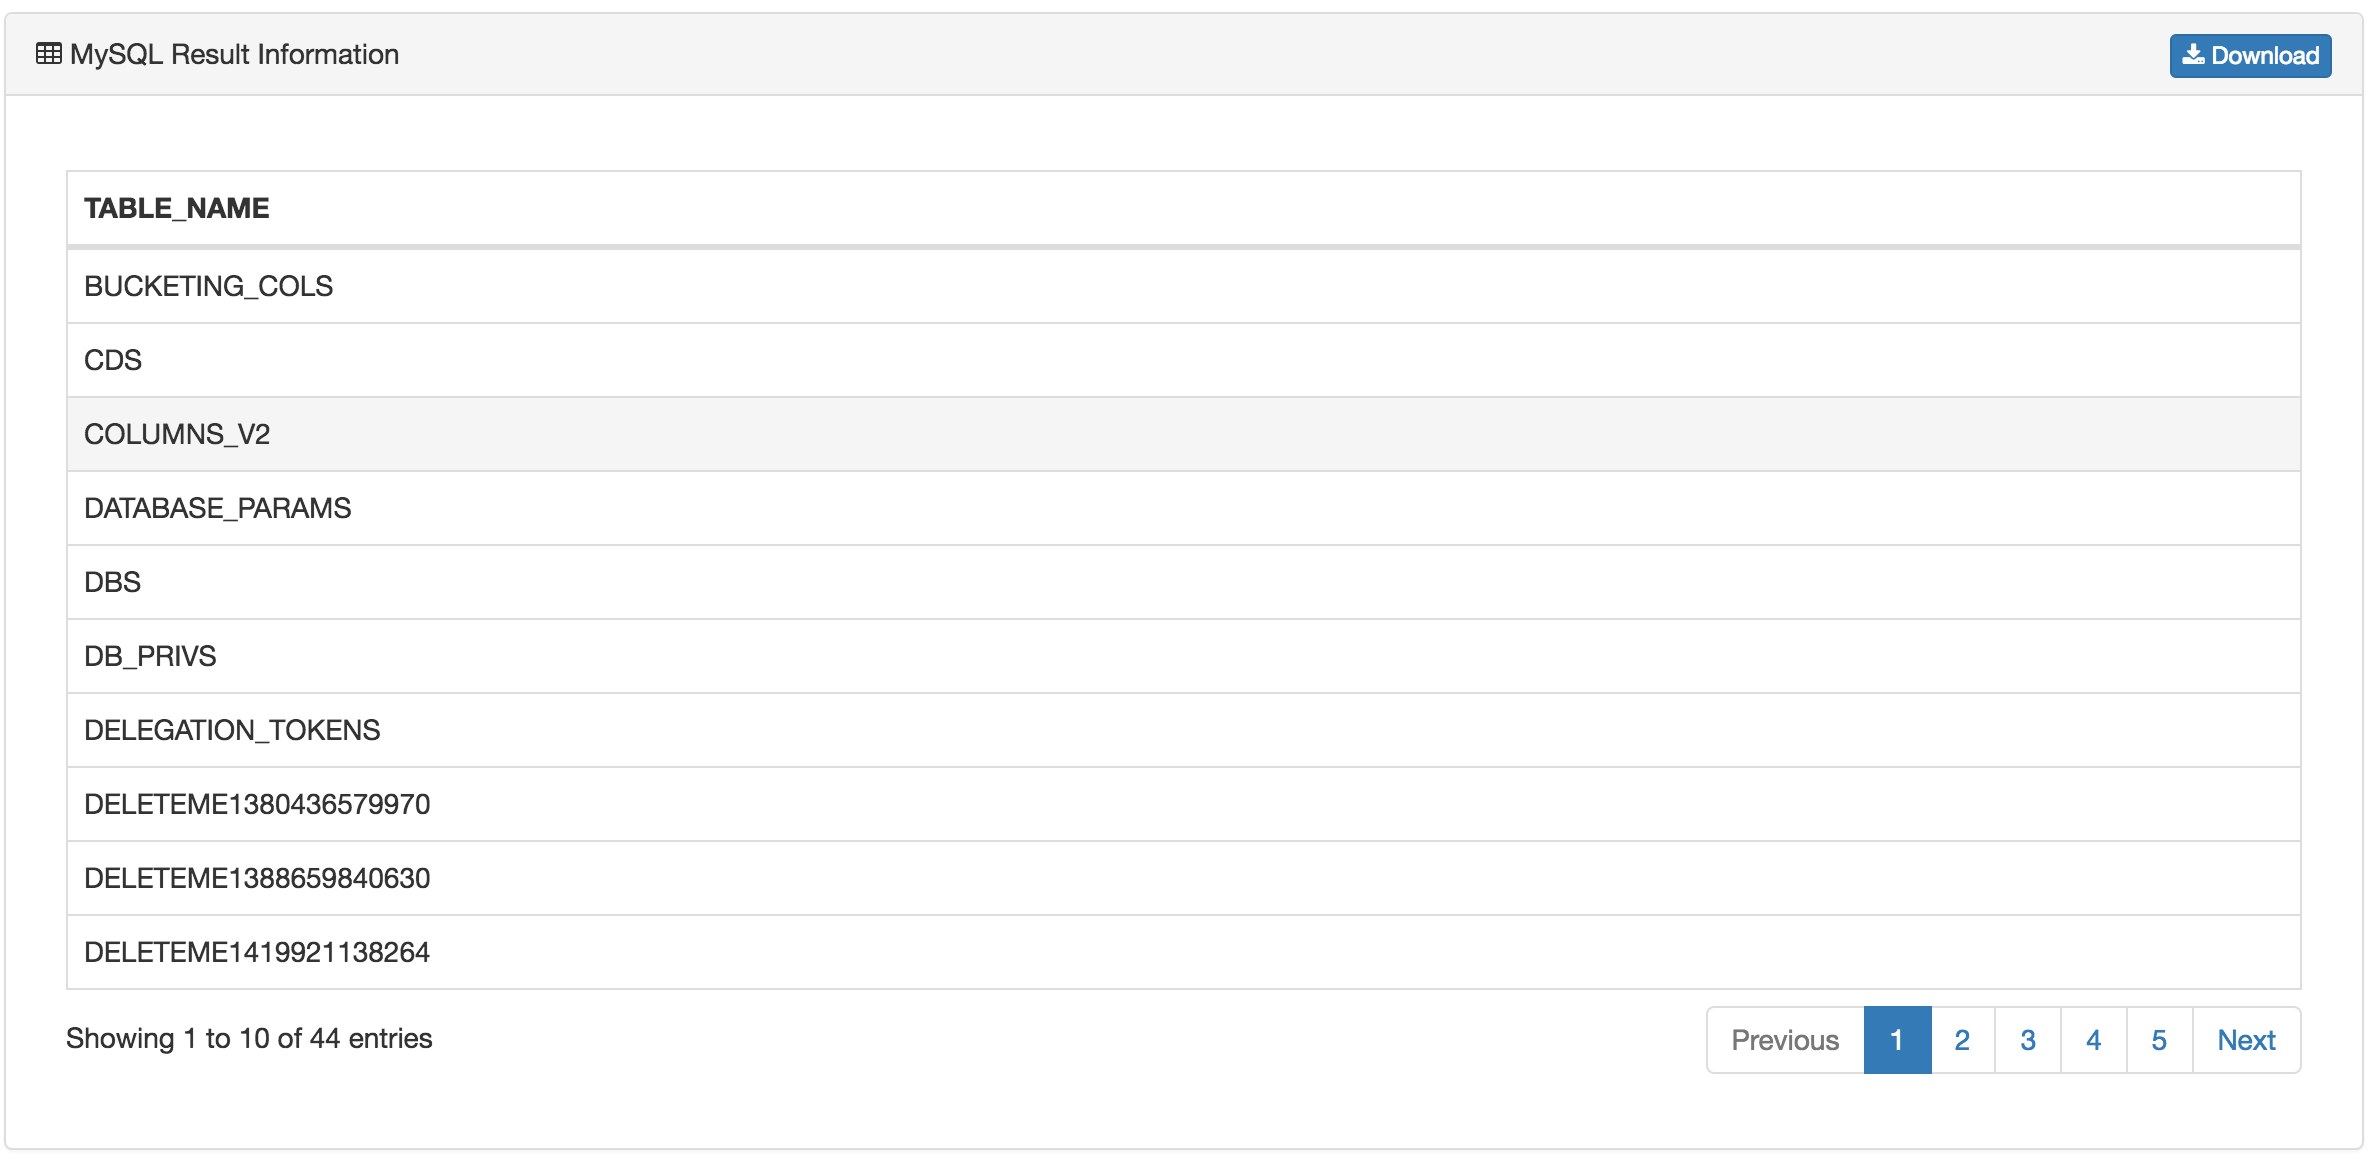 MySQL Result Information
Download
TABLE_NAME
BUCKETING_COLS
CDS
COLUMNS_V2
DATABASE_PARAMS
DBS
DB_PRIVS
DELEGATION_TOKENS
DELETEME1380436579970
DELETEME1388659840630
DELETEME1419921138264
Showing 1 to 10 of 44 entries
Previous 1 2 3 4 5 Next